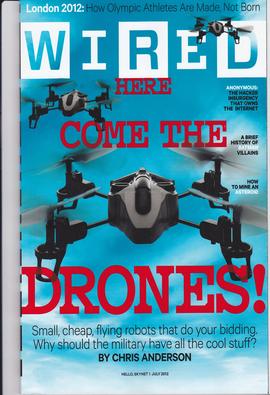 London 2012: How Olympic Athletes Are Made, Not Born
WIRED
HERE
COME THE
DRONES!
ANONYMOUS:
THE HACKER
INSURGENCY
THAT OWNS
THE INTERNET
A BRIEF
HISTORY OF
VILLAINS
HOW
TO MINE AN
ASTEROID
Small, cheap, flying robots that do your bidding.
Why should the military have all the cool stuff?
BY CHRIS ANDERSON
HELLO, SKYNET | JULY 2012